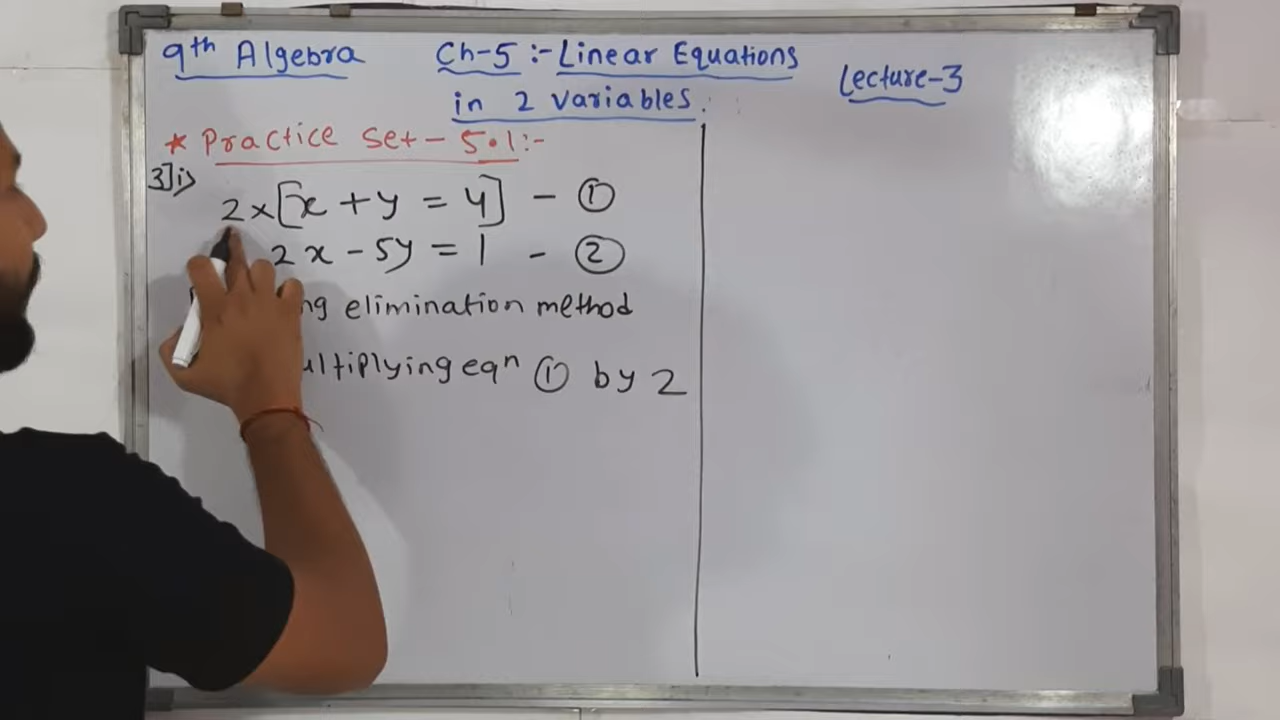 9th Algebra Ch-5 :- Linear Equations
in 2 variables. Lecture-3
* Practice set - 5.1:-
3] i)
2×[x + y = 4] - ①
2x - 5y = 1 - ②
elimination method
eqⁿ ① by 2